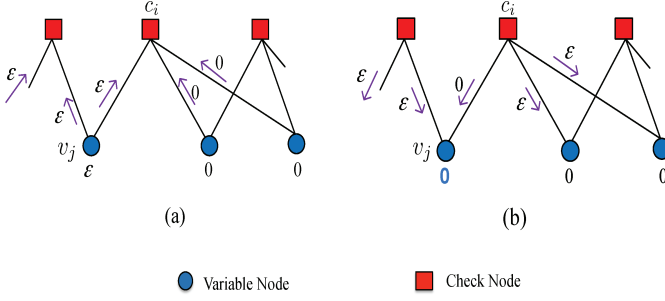 c_i c_i
ε ε ε 0 0 ε ε 0 ε ε
v_j ε 0 0 v_j 0 0 0
(a) (b)
Variable Node Check Node